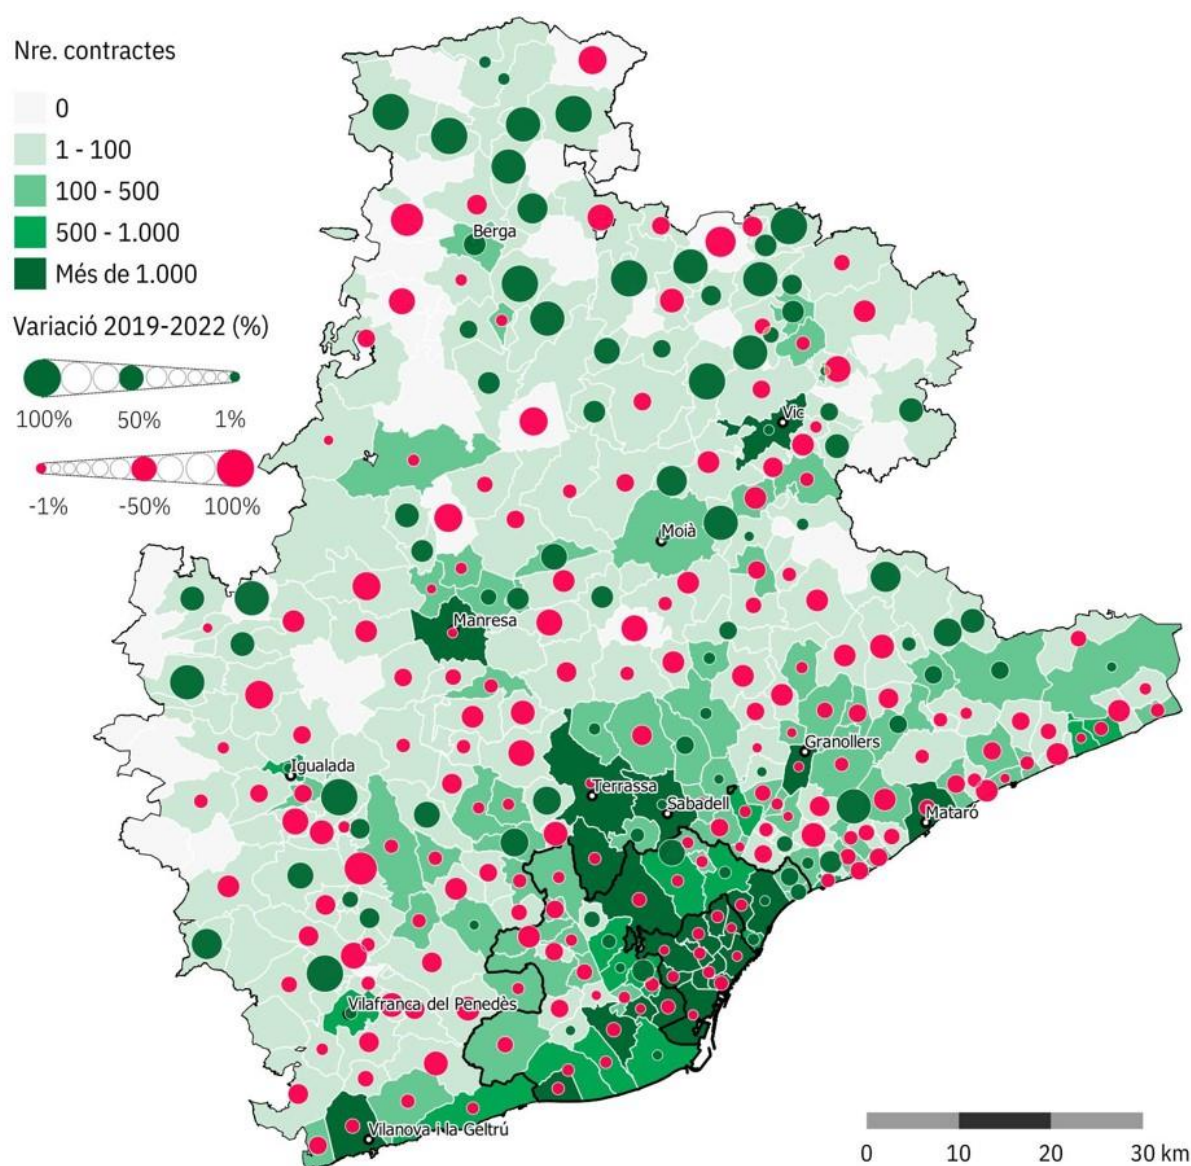 Nre. contractes
0
1 - 100
100 - 500
500 - 1.000
Més de 1.000
Variació 2019-2022 (%)
100% 50% 1%
-1% -50% 100%
Berga
Vic
Moià
Manresa
Granollers
Igualada
Terrassa
Sabadell
Mataró
Vilafranca del Penedès
Vilanova i la Geltrú
0 10 20 30 km